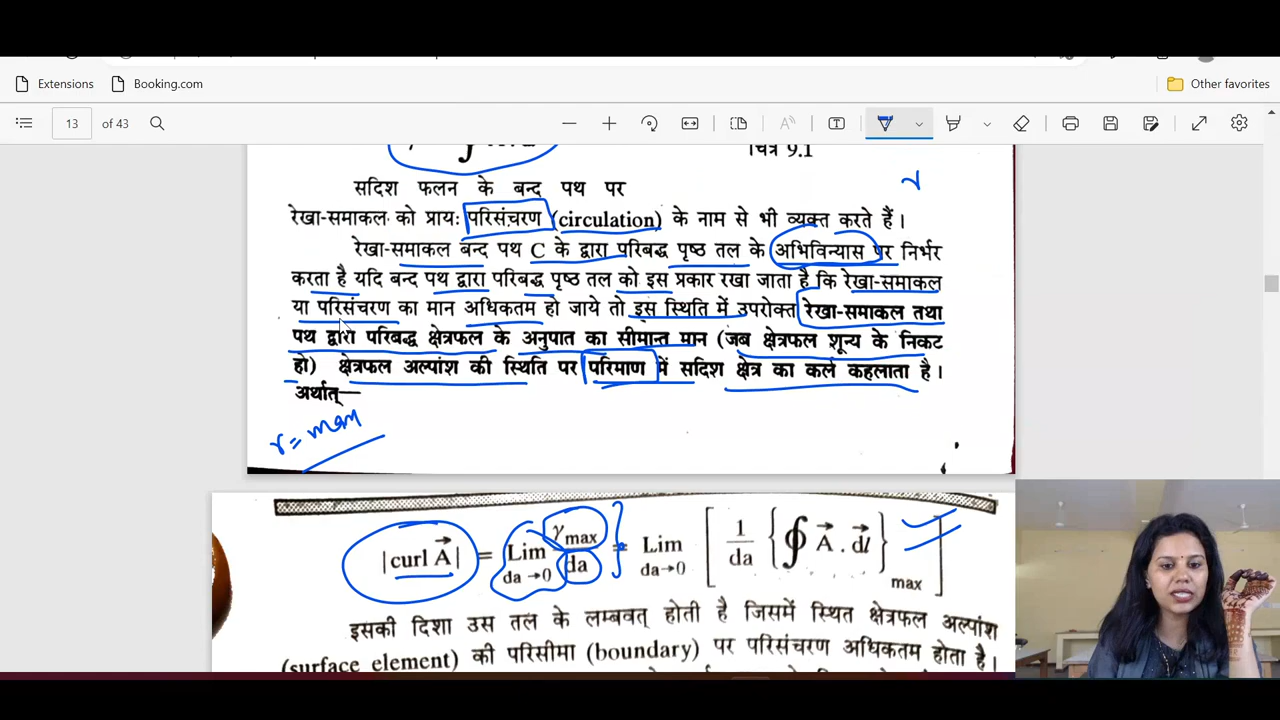 Extensions Booking.com Other favorites
13 of 43
चित्र 9.1
सदिश फलन के बन्द पथ पर
रेखा-समाकल को प्रायः परिसंचरण (circulation) के नाम से भी व्यक्त करते हैं।
रेखा-समाकल बन्द पथ C के द्वारा परिबद्ध पृष्ठ तल के अभिविन्यास पर निर्भर
करता है यदि बन्द पथ द्वारा परिबद्ध पृष्ठ तल को इस प्रकार रखा जाता है कि रेखा-समाकल
या परिसंचरण का मान अधिकतम हो जाये तो इस स्थिति में उपरोक्त रेखा-समाकल तथा
पथ द्वारा परिबद्ध क्षेत्रफल के अनुपात का सीमान्त मान (जब क्षेत्रफल शून्य के निकट
हो) क्षेत्रफल अल्पांश की स्थिति पर परिमाण में सदिश क्षेत्र का कर्ल कहलाता है।
अर्थात्—
|curl A⃗| = Lim da→0 γmax / da = Lim da→0 [ 1/da { ∮ A⃗ . d⃗l } max ]
इसकी दिशा उस तल के लम्बवत् होती है जिसमें स्थित क्षेत्रफल अल्पांश
(surface element) की परिसीमा (boundary) पर परिसंचरण अधिकतम होता है।